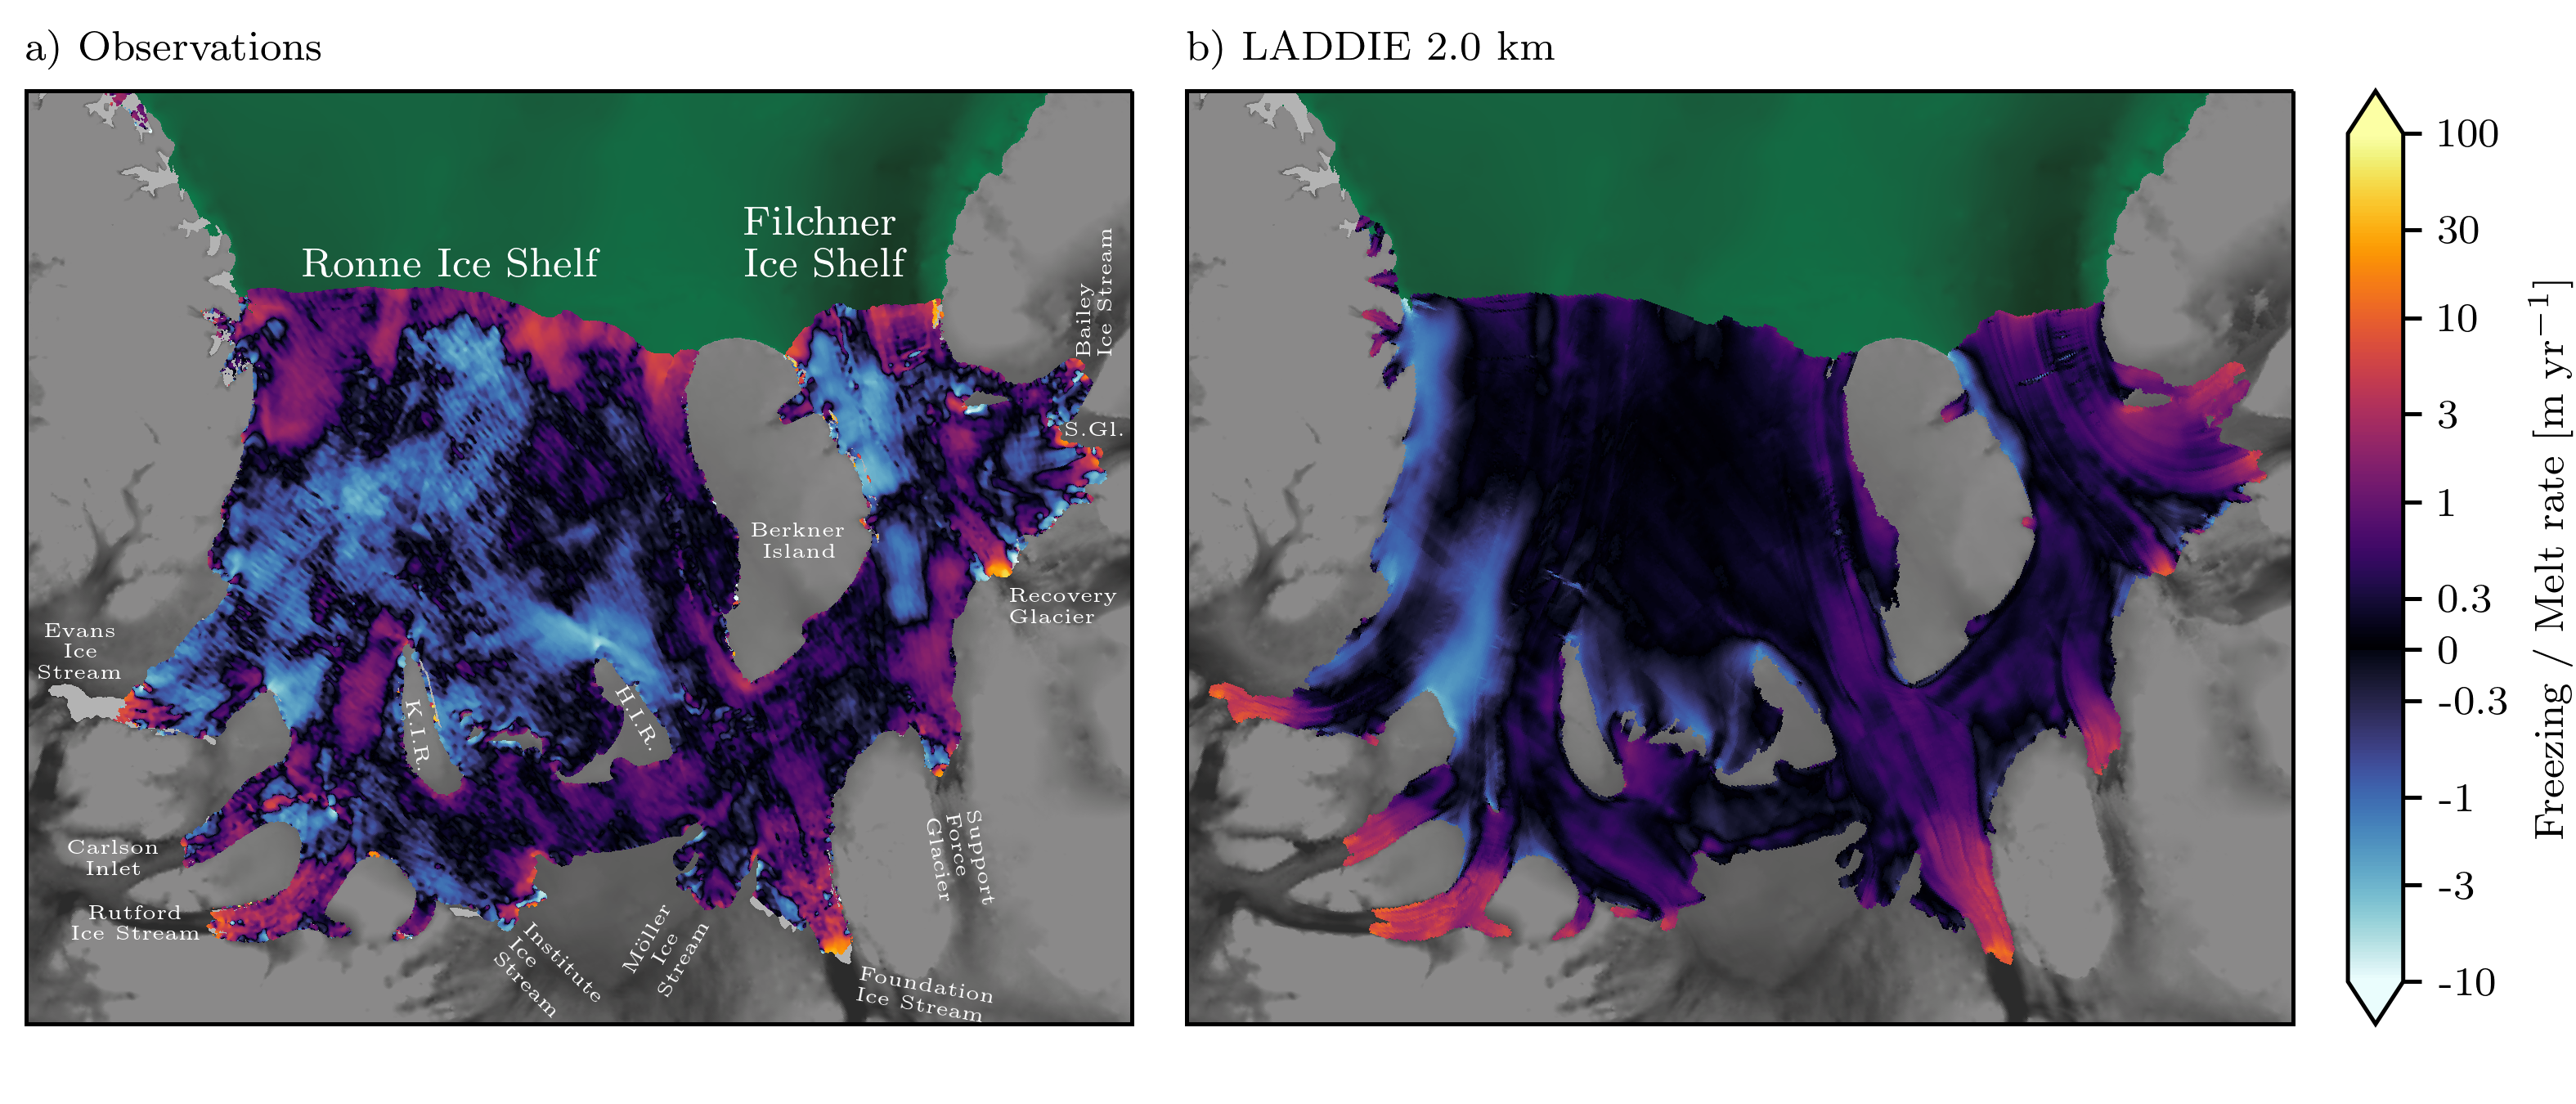 a) Observations
b) LADDIE 2.0 km
Ronne Ice Shelf
Filchner
Ice Shelf
Bailey
Ice Stream
S.Gl.
Berkner
Island
Recovery
Glacier
Evans
Ice
Stream
K.I.R.
H.I.R.
Carlson
Inlet
Rutford
Ice Stream
Institute
Ice
Stream
Möller
Ice
Stream
Support
Force
Glacier
Foundation
Ice Stream
100
30
10
3
1
0.3
0
-0.3
-1
-3
-10
Freezing / Melt rate [m yr⁻¹]